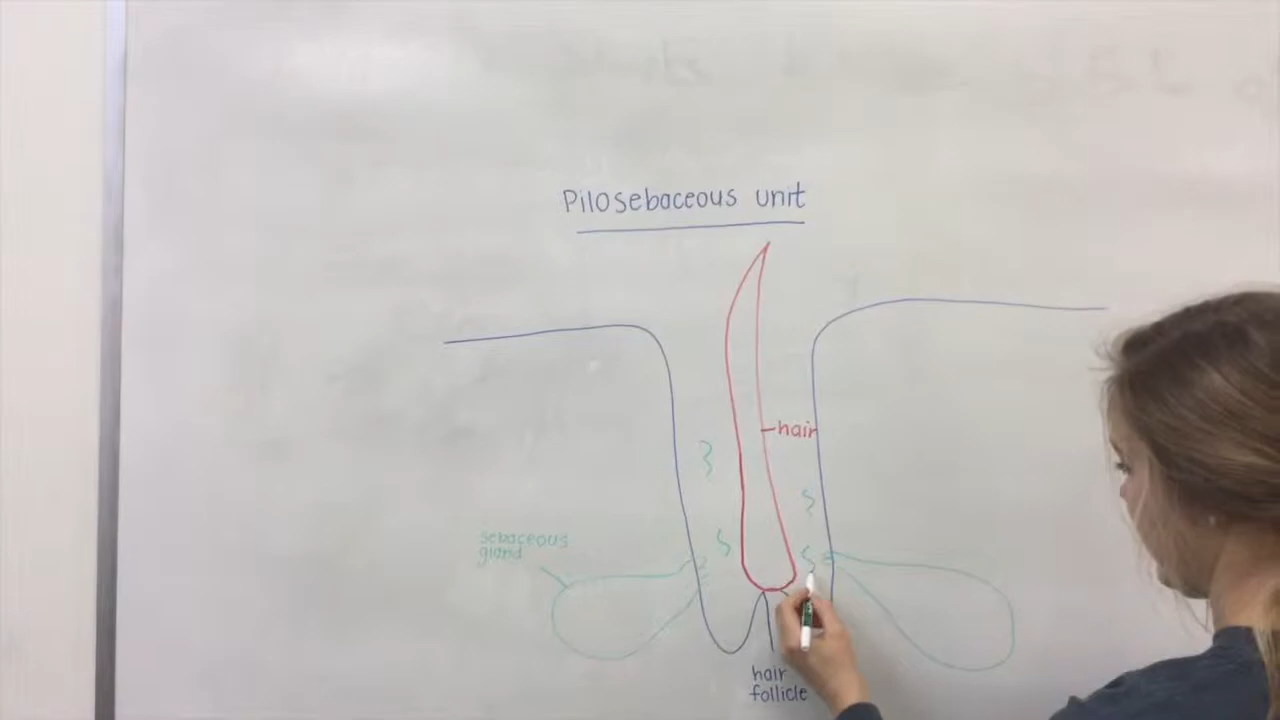 Pilosebaceous unit
hair
sebaceous
gland
hair
follicle